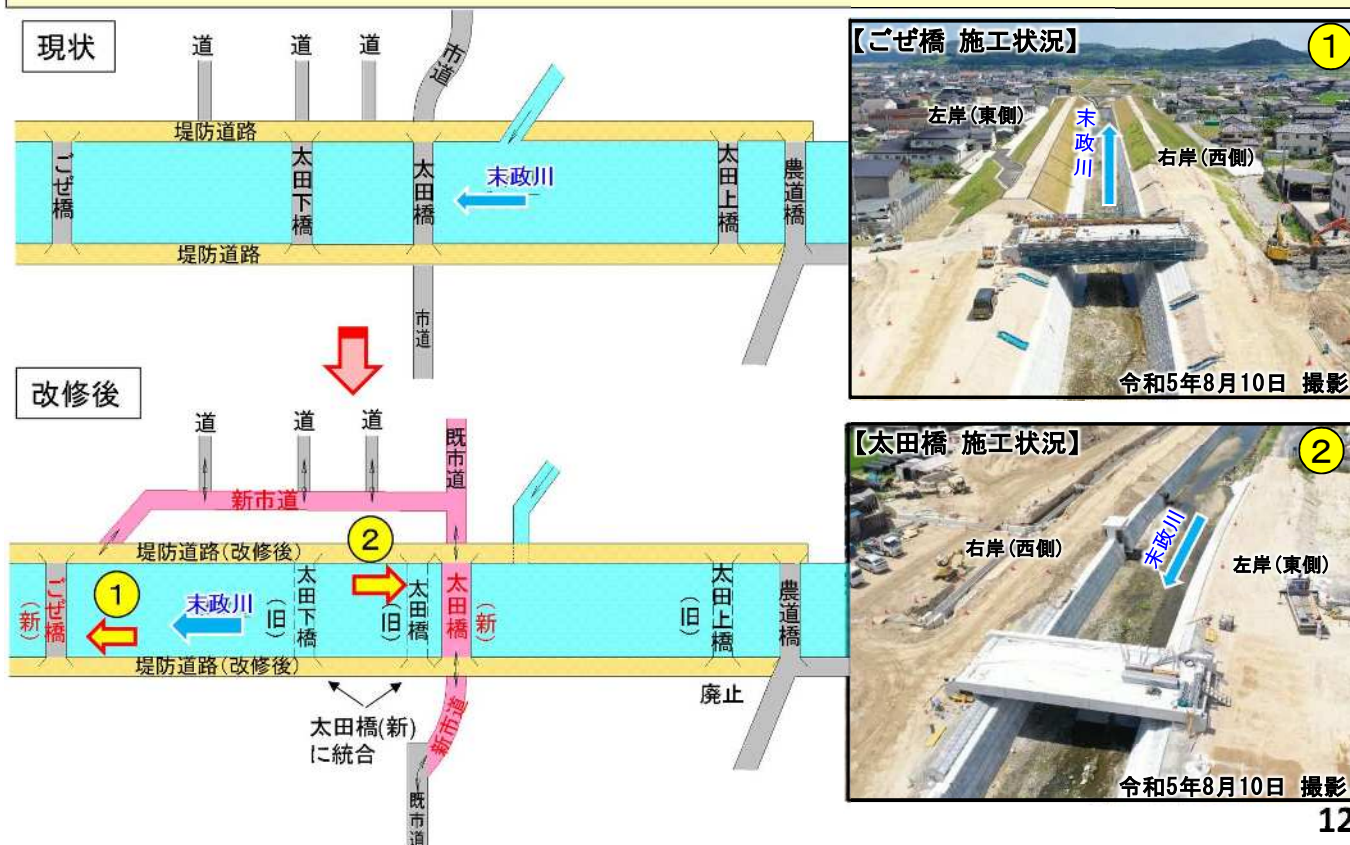 現状
道
道
道
市道
堤防道路
ごぜ橋
太田下橋
太田橋
末政川
太田上橋
農道橋
堤防道路
市道
改修後
道
道
道
既市道
新市道
堤防道路(改修後)
②
ごぜ橋
(新)
①
末政川
太田下橋
(旧)
太田橋
(旧)
太田橋
(新)
太田上橋
(旧)
農道橋
堤防道路(改修後)
太田橋(新)
に統合
新市道
廃止
既市道
【ごぜ橋 施工状況】
①
左岸(東側)
末政川
右岸(西側)
令和5年8月10日 撮影
【太田橋 施工状況】
②
右岸(西側)
末政川
左岸(東側)
令和5年8月10日 撮影
12